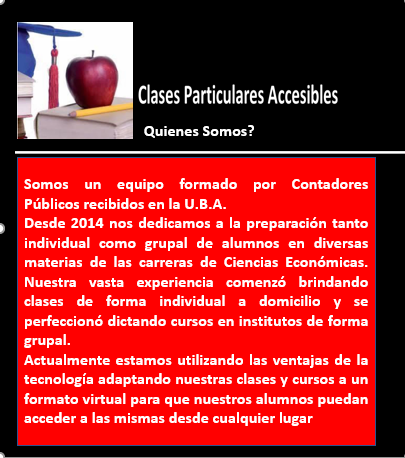 Clases Particulares Accesibles
Quienes Somos?
Somos un equipo formado por Contadores
Públicos recibidos en la U.B.A.
Desde 2014 nos dedicamos a la preparación tanto
individual como grupal de alumnos en diversas
materias de las carreras de Ciencias Económicas.
Nuestra vasta experiencia comenzó brindando
clases de forma individual a domicilio y se
perfeccionó dictando cursos en institutos de forma
grupal.
Actualmente estamos utilizando las ventajas de la
tecnología adaptando nuestras clases y cursos a un
formato virtual para que nuestros alumnos puedan
acceder a las mismas desde cualquier lugar